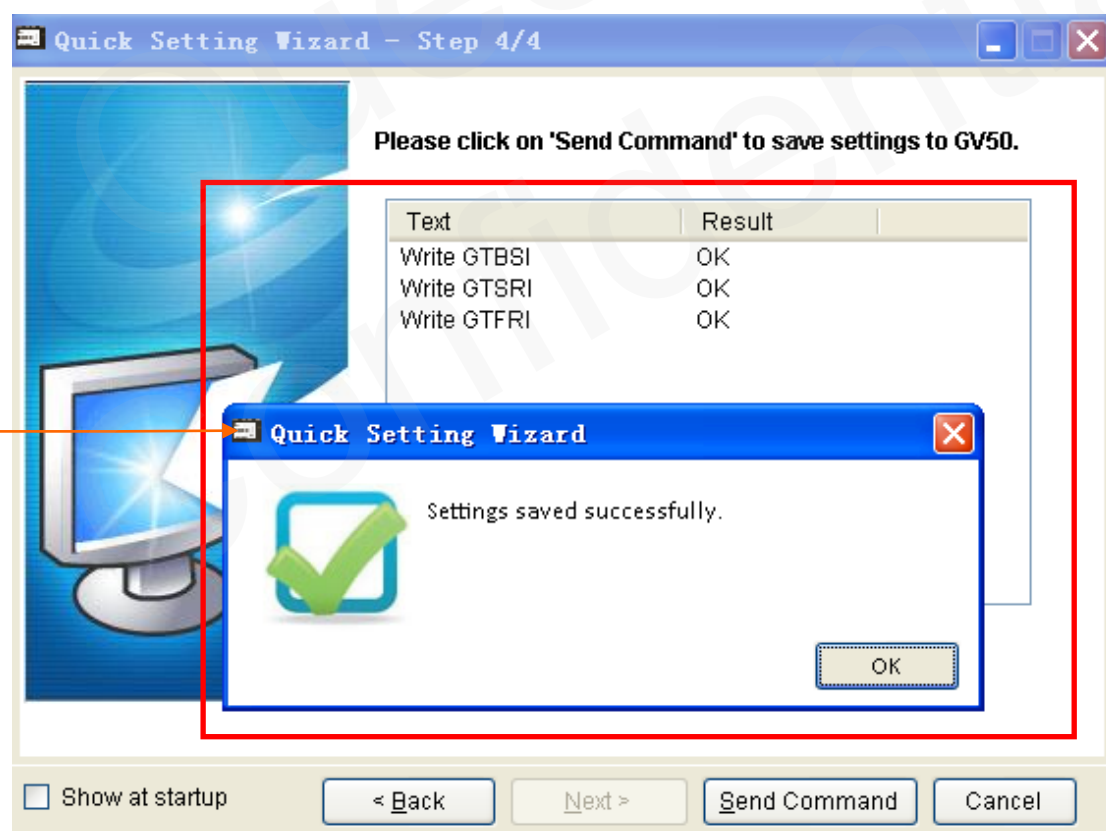 Quick Setting Wizard - Step 4/4
Please click on 'Send Command' to save settings to GV50.
Text Result
Write GTBSI OK
Write GTSRI OK
Write GTFRI OK
Quick Setting Wizard
Settings saved successfully.
OK
Show at startup < Back Next > Send Command Cancel